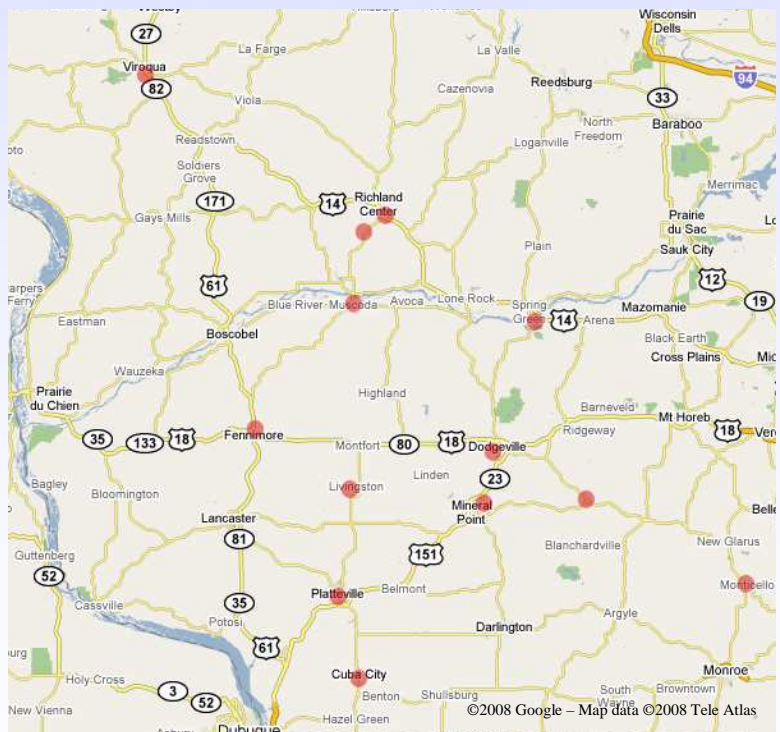 Wisconsin
Dells
27
La Farge
La Valle
Viroqua
82
Reedsburg
94
Viola
Cazenovia
33
North
Freedom
Baraboo
Readstown
Loganville
Soldiers
Grove
Merrimac
171
14
Richland
Center
Gays Mills
Prairie
du Sac
Plain
Sauk City
61
12
Ferry
Blue River
Muscoda
Avoca
Lone Rock
Spring
Green
14
Arena
Mazomanie
19
Eastman
Boscobel
Black Earth
Cross Plains
Wauzeka
Prairie
du Chien
Highland
Barneveld
Mt Horeb
35
133
18
Fennimore
Montfort
80
18
Dodgeville
Ridgeway
18
Bagley
Bloomington
Livingston
Linden
23
Mineral
Point
Lancaster
81
151
Blanchardville
New Glarus
Guttenberg
52
Platteville
Belmont
Monticello
Cassville
35
Potosi
Argyle
Darlington
61
Holy Cross
3
52
Cuba City
Monroe
Benton
Shullsburg
South
Wayne
Browntown
New Vienna
Hazel Green
Dubuque
©2008 Google – Map data ©2008 Tele Atlas